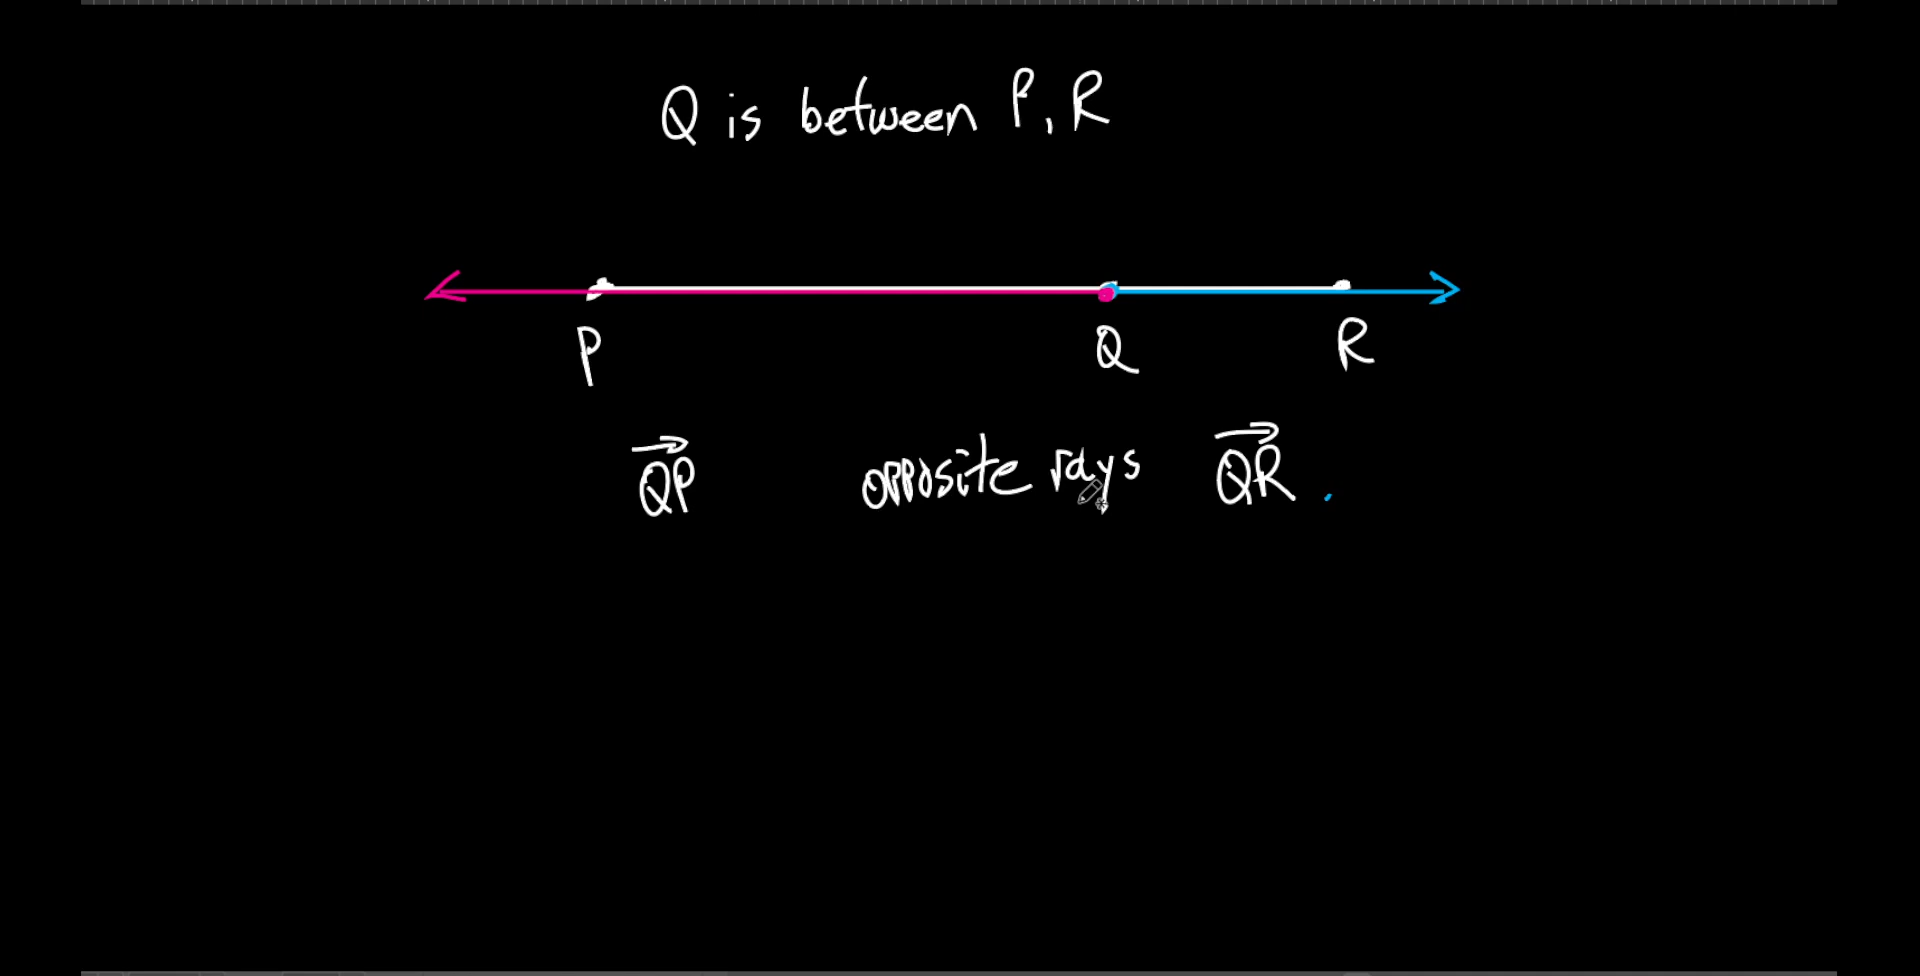 Q is between P, R
P Q R
QP opposite rays QR .